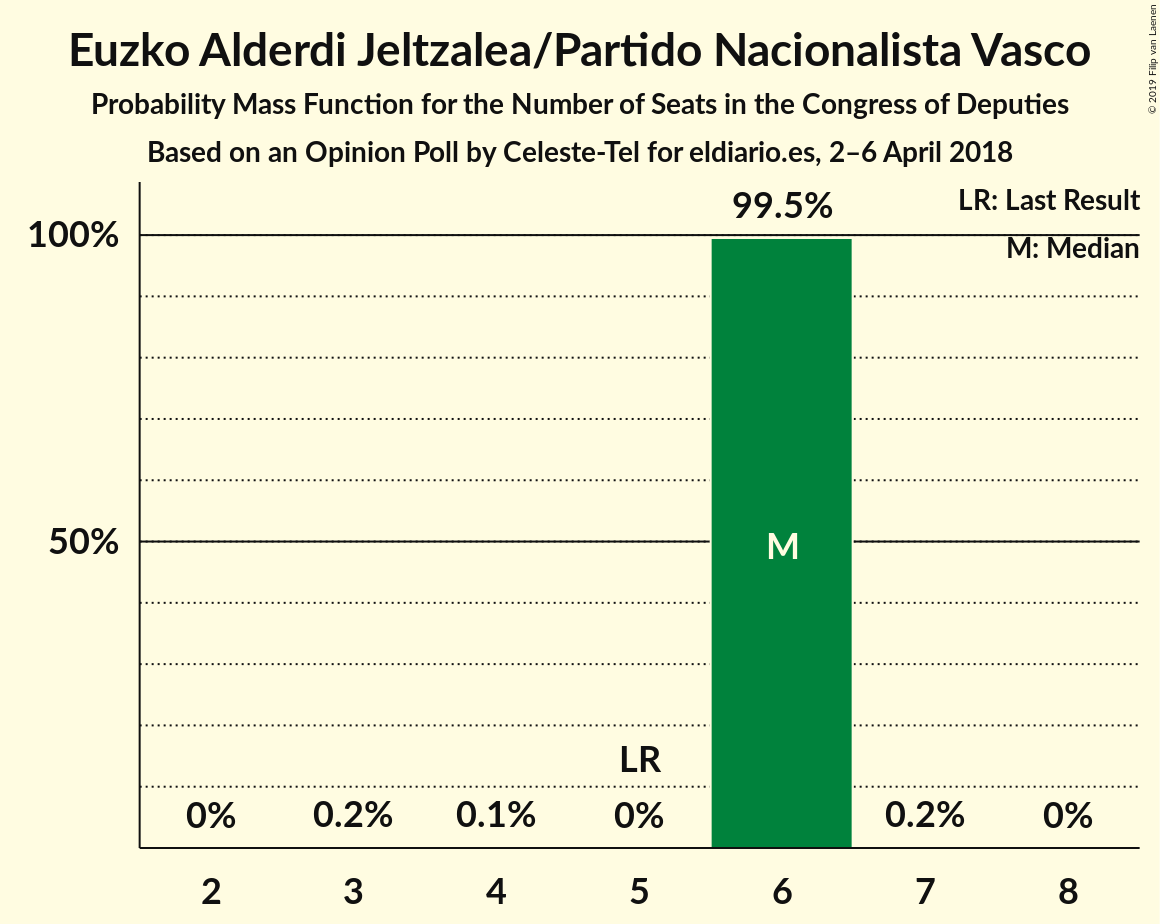 Euzko Alderdi Jeltzalea/Partido Nacionalista Vasco
Probability Mass Function for the Number of Seats in the Congress of Deputies
Based on an Opinion Poll by Celeste-Tel for eldiario.es, 2–6 April 2018
© 2019 Filip van Laenen
99.5%
LR: Last Result
100%
M: Median
50%
M
LR
0% 0.2% 0.1% 0% 0.2% 0%
2 3 4 5 6 7 8